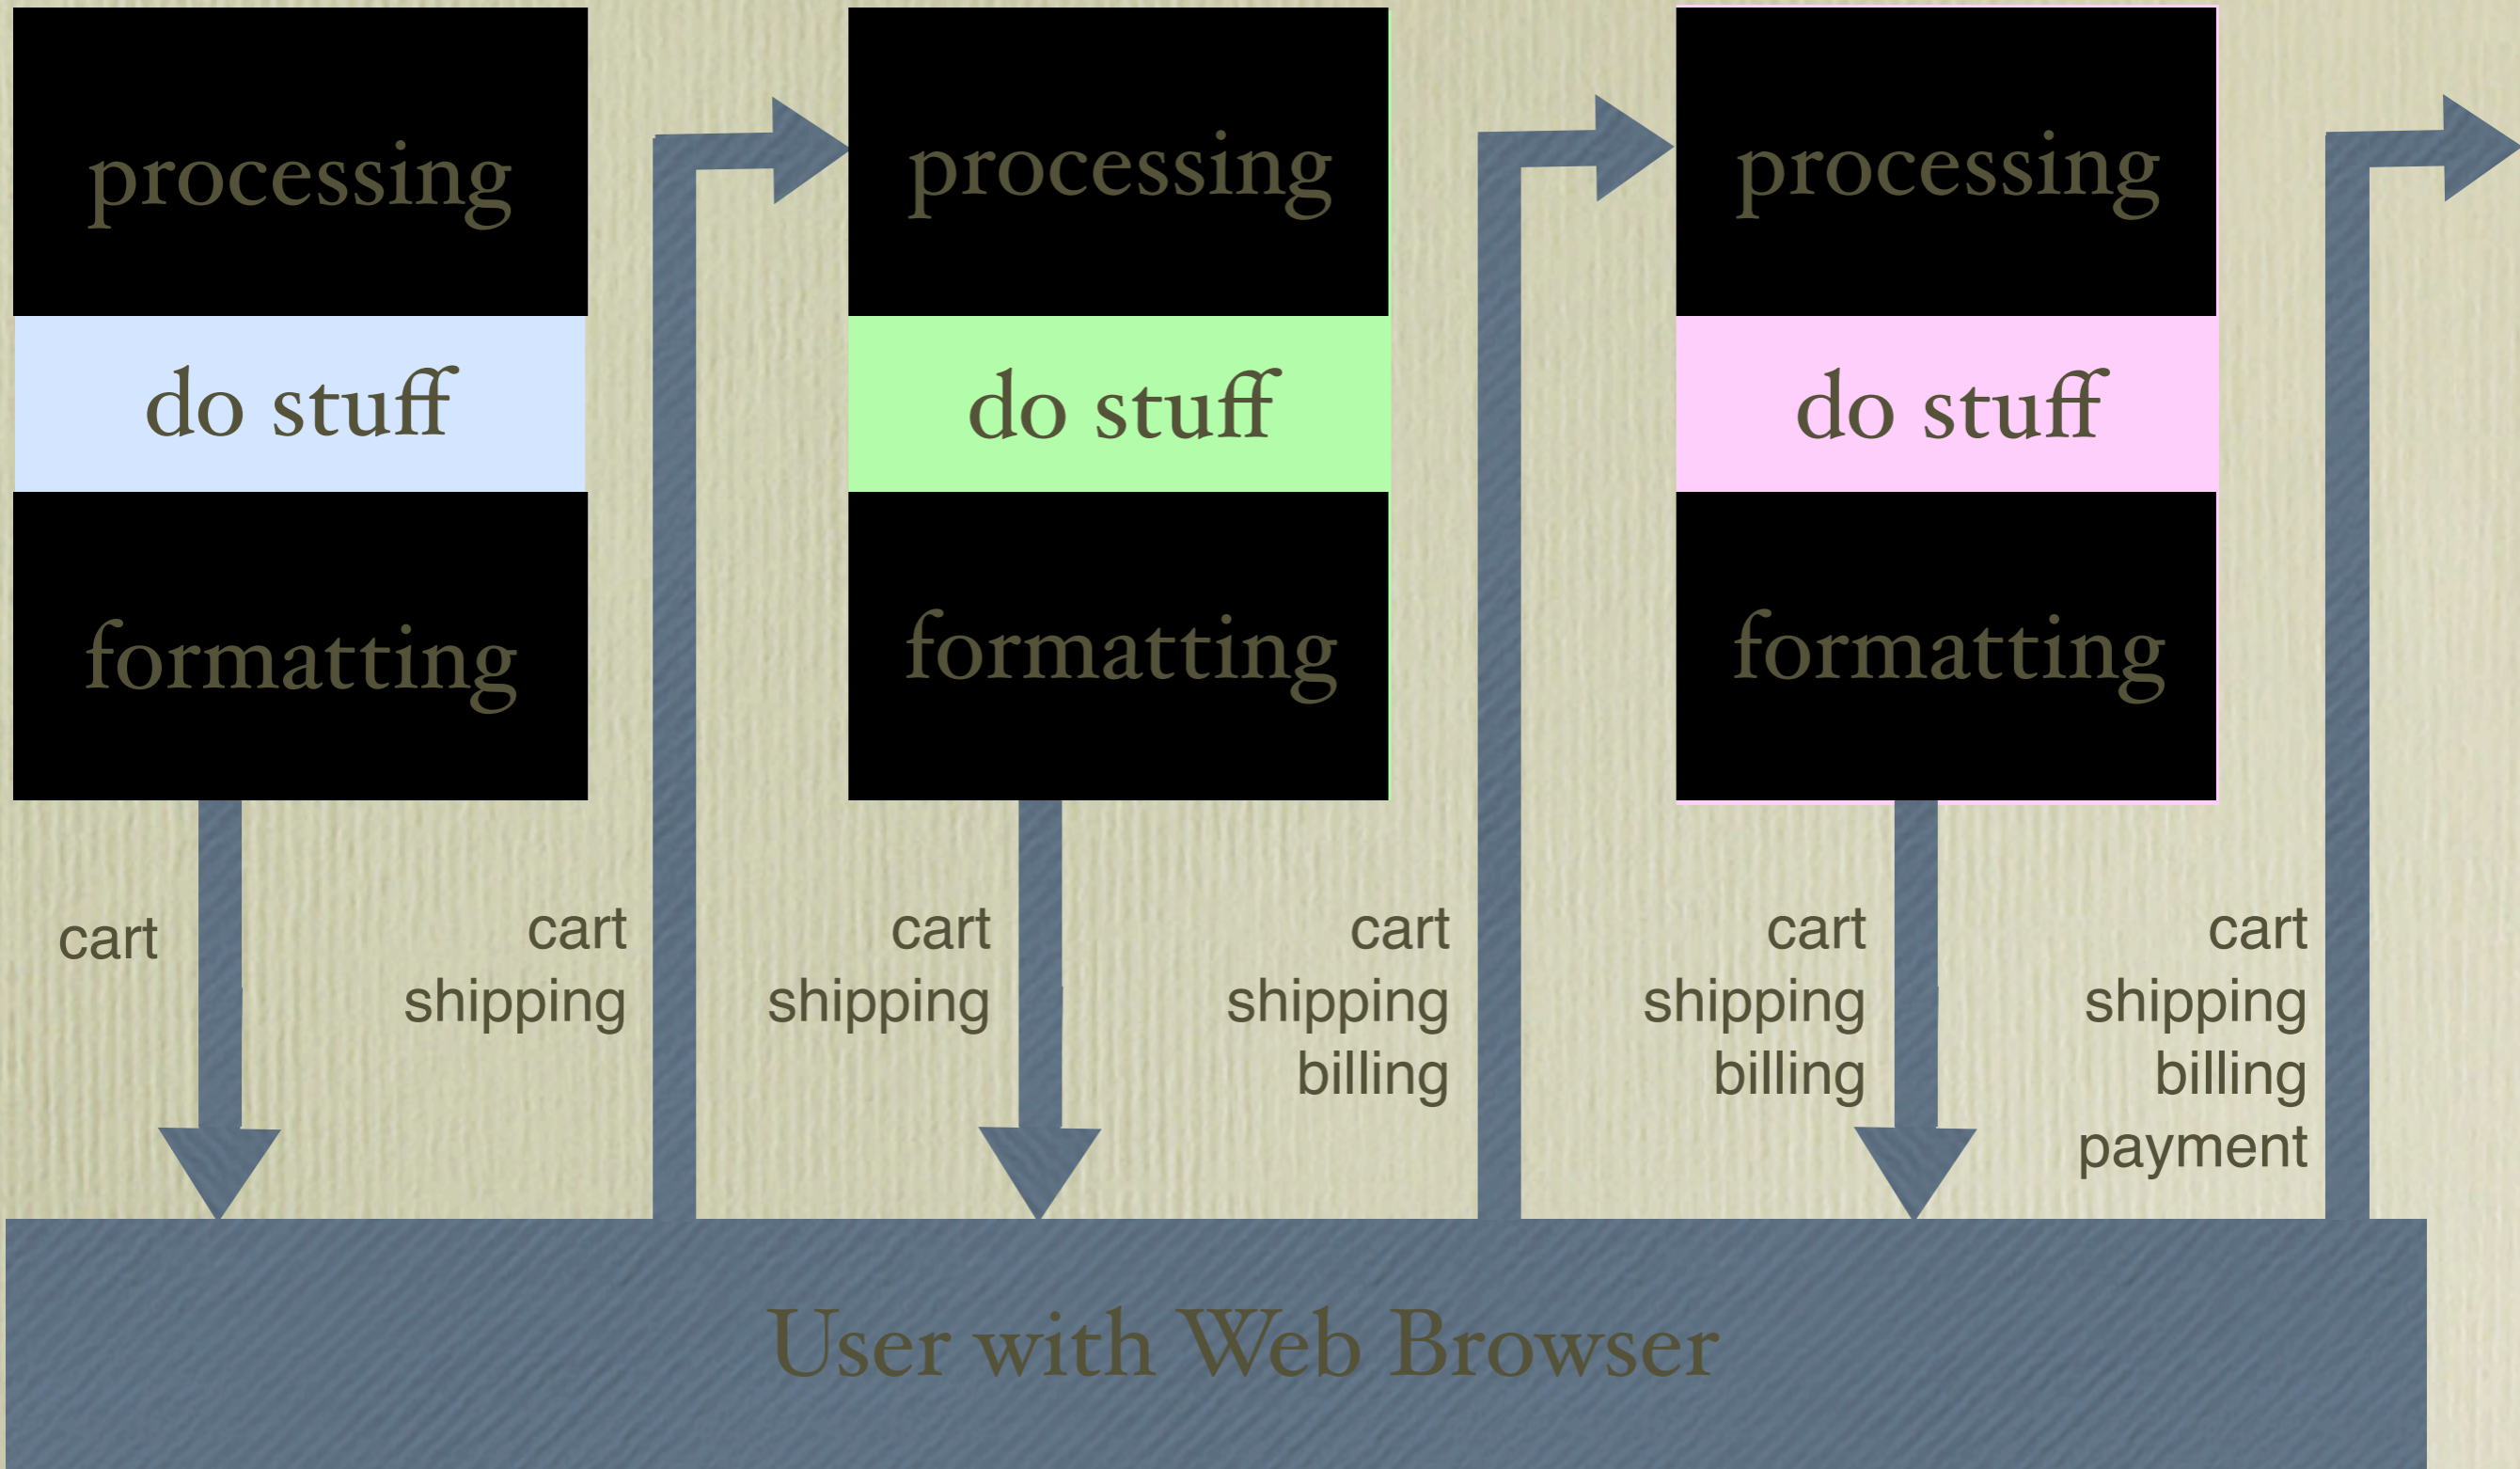 processing
do stuff
formatting
processing
do stuff
formatting
processing
do stuff
formatting
cart
cart
shipping
cart
shipping
cart
shipping
billing
cart
shipping
billing
cart
shipping
billing
payment
User with Web Browser